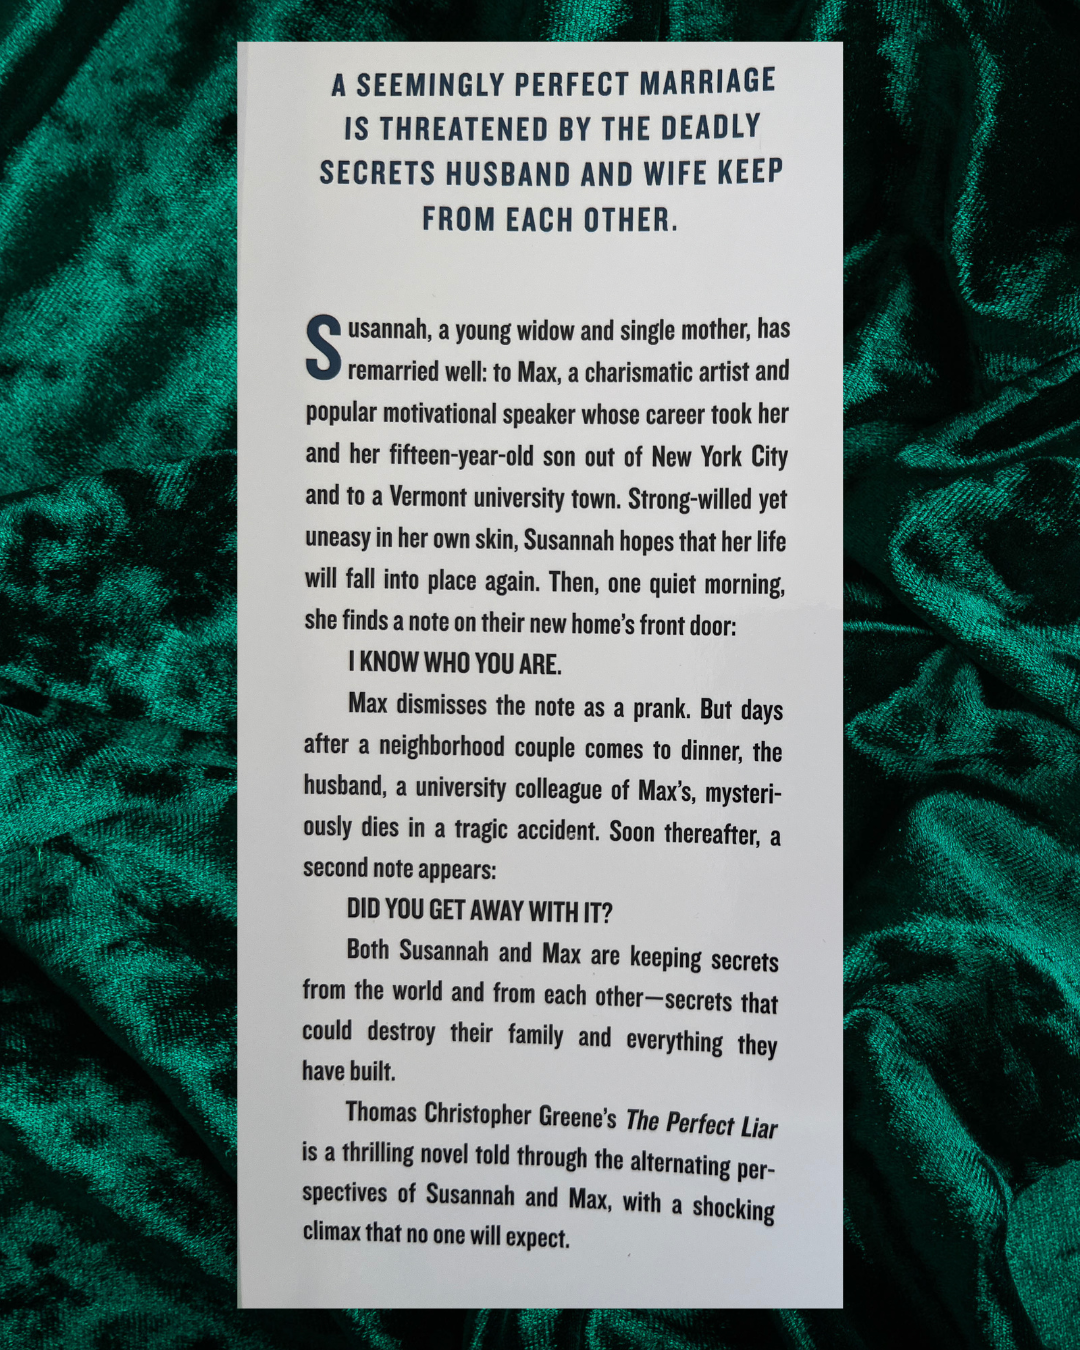 A SEEMINGLY PERFECT MARRIAGE
IS THREATENED BY THE DEADLY
SECRETS HUSBAND AND WIFE KEEP
FROM EACH OTHER.
Susannah, a young widow and single mother, has
remarried well: to Max, a charismatic artist and
popular motivational speaker whose career took her
and her fifteen-year-old son out of New York City
and to a Vermont university town. Strong-willed yet
uneasy in her own skin, Susannah hopes that her life
will fall into place again. Then, one quiet morning,
she finds a note on their new home's front door:
I KNOW WHO YOU ARE.
Max dismisses the note as a prank. But days
after a neighborhood couple comes to dinner, the
husband, a university colleague of Max's, mysteri-
ously dies in a tragic accident. Soon thereafter, a
second note appears:
DID YOU GET AWAY WITH IT?
Both Susannah and Max are keeping secrets
from the world and from each other—secrets that
could destroy their family and everything they
have built.
Thomas Christopher Greene's The Perfect Liar
is a thrilling novel told through the alternating per-
spectives of Susannah and Max, with a shocking
climax that no one will expect.